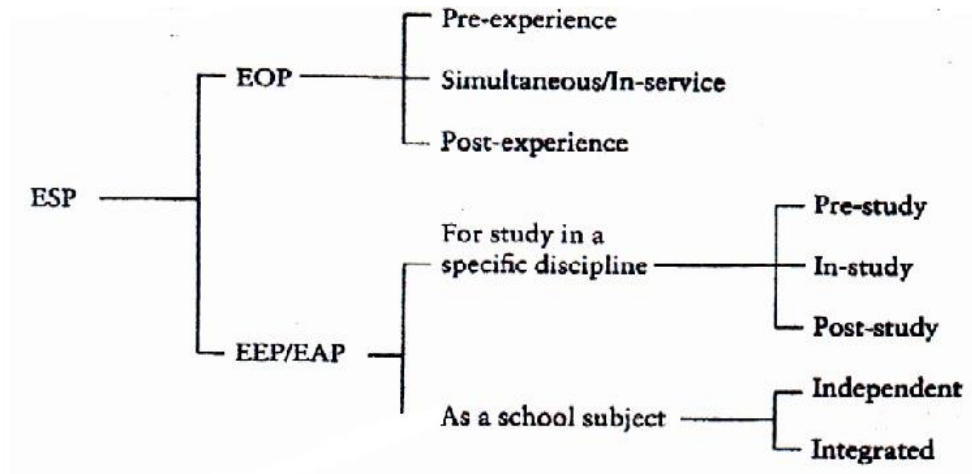 Pre-experience
EOP
Simultaneous/In-service
Post-experience
ESP
For study in a
specific discipline
Pre-study
In-study
Post-study
EEP/EAP
As a school subject
Independent
Integrated